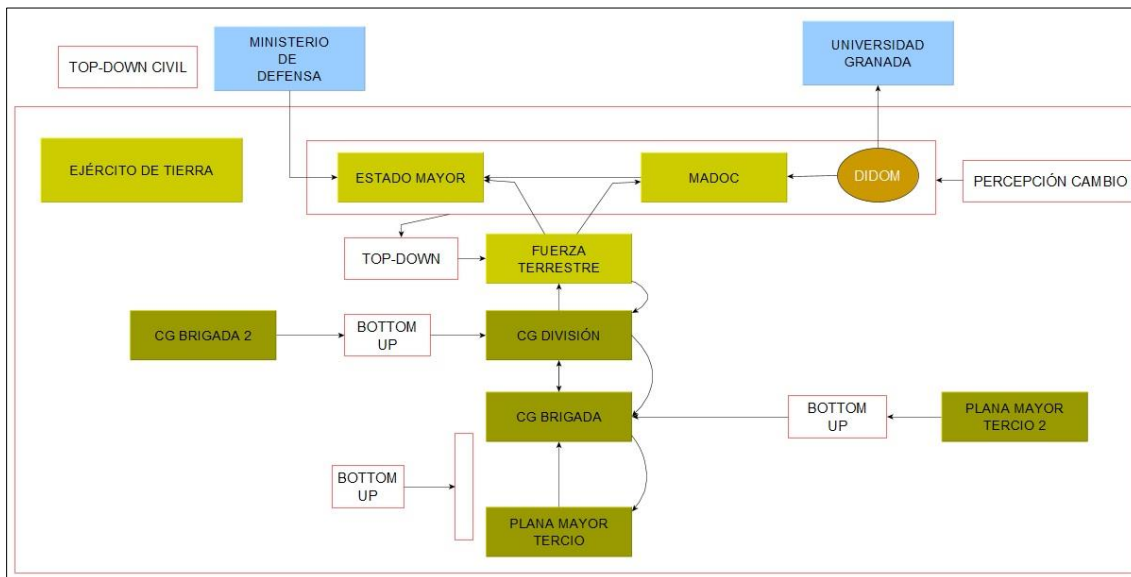 MINISTERIO
DE
DEFENSA
UNIVERSIDAD
GRANADA
TOP-DOWN CIVIL
EJÉRCITO DE TIERRA
ESTADO MAYOR
MADOC
DIDOM
PERCEPCIÓN CAMBIO
TOP-DOWN
FUERZA
TERRESTRE
CG BRIGADA 2
BOTTOM
UP
CG DIVISIÓN
CG BRIGADA
BOTTOM
UP
PLANA MAYOR
TERCIO 2
BOTTOM
UP
PLANA MAYOR
TERCIO